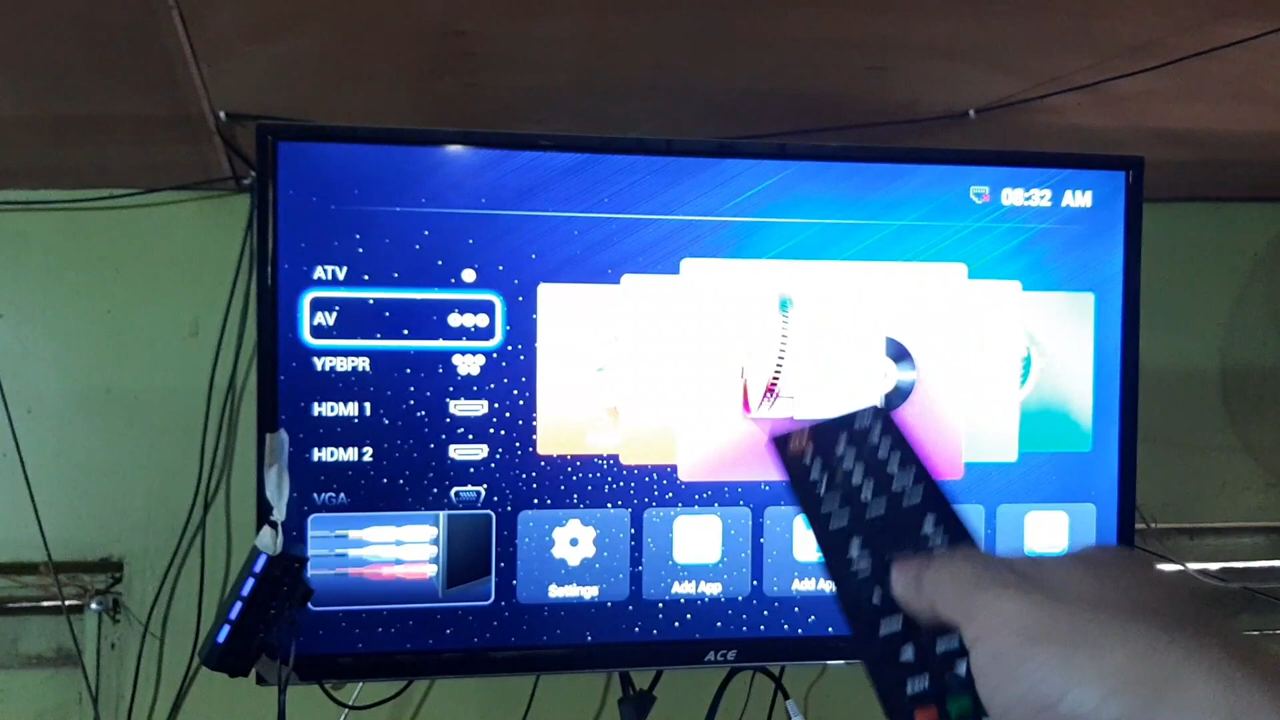 08:32 AM
ATV
AV
YPBPR
HDMI 1
HDMI 2
VGA
Settings
Add App
Add App
ACE